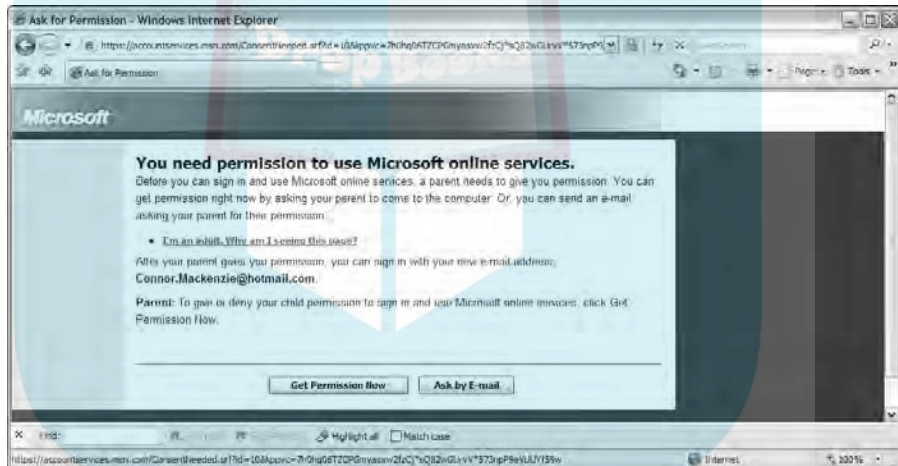 Ask for Permission - Windows Internet Explorer
Ask for Permission
Page
Tools
Microsoft
You need permission to use Microsoft online services.
Before you can sign in and use Microsoft online services, a parent needs to give you permission. You can
get permission right now by asking your parent to come to the computer. Or, you can send an e-mail
asking your parent for their permission.
• I'm an adult. Why am I seeing this page?
After your parent gives you permission, you can sign in with your new e-mail address:
Connor.Mackenzie@hotmail.com.
Parent: To give or deny your child permission to sign in and use Microsoft online services, click Get
Permission Now.
Get Permission Now Ask by E-mail
Find: Highlight all Match case
Internet 100%